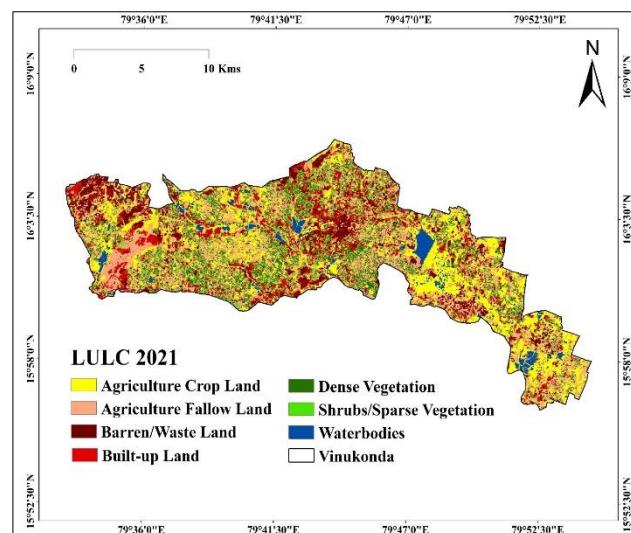 79°36'0"E 79°41'30"E 79°47'0"E 79°52'30"E
N
0 5 10 Kms
16°9'0"N 16°9'0"N
16°3'30"N 16°3'30"N
15°58'0"N 15°58'0"N
15°52'30"N 15°52'30"N
LULC 2021
Agriculture Crop Land Dense Vegetation
Agriculture Fallow Land Shrubs/Sparse Vegetation
Barren/Waste Land Waterbodies
Built-up Land Vinukonda
79°36'0"E 79°41'30"E 79°47'0"E 79°52'30"E